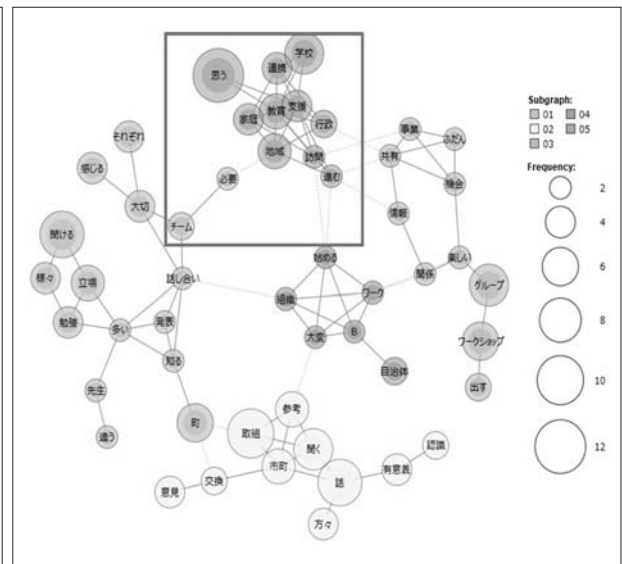 学校
連携
思う
支援
教育
家庭
行政
地域
訪問
進む
必要
チーム
それぞれ
感じる
大切
聞ける
様々
立場
勉強
話し合い
多い
発表
知る
先生
違う
事業
ふだん
共有
機会
情報
関係
楽しい
グループ
ワークショップ
出す
始める
組織
ワーク
大変
B
自治体
町
参考
取組
聞く
市町
交換
意見
話
有意義
認識
方々
Subgraph:
01 04
02 05
03
Frequency:
2
4
6
8
10
12